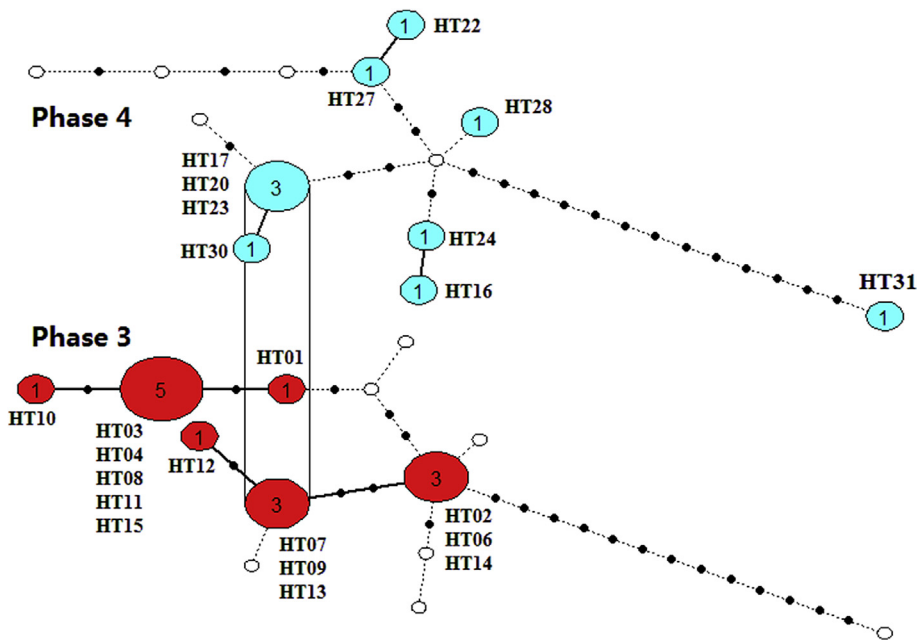 1 HT22
1
HT27
HT28
1
Phase 4
HT17
HT20
HT23
3
HT30 1
1 HT24
1 HT16
HT31
1
Phase 3
HT01
1 5 1
HT10
HT03
HT04
HT08
HT11
HT15
1
HT12
3 3
HT02
HT06
HT14
HT07
HT09
HT13